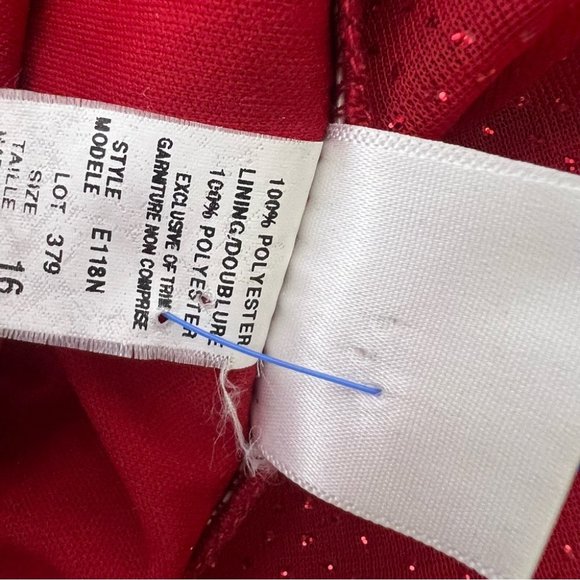 100% POLYESTER
LINING/DOUBLURE
100% POLYESTER
EXCLUSIVE OF TRIM
GARNITURE NON COMPRISE
STYLE
MODELE E118N
LOT 379
SIZE
TAILLE 16